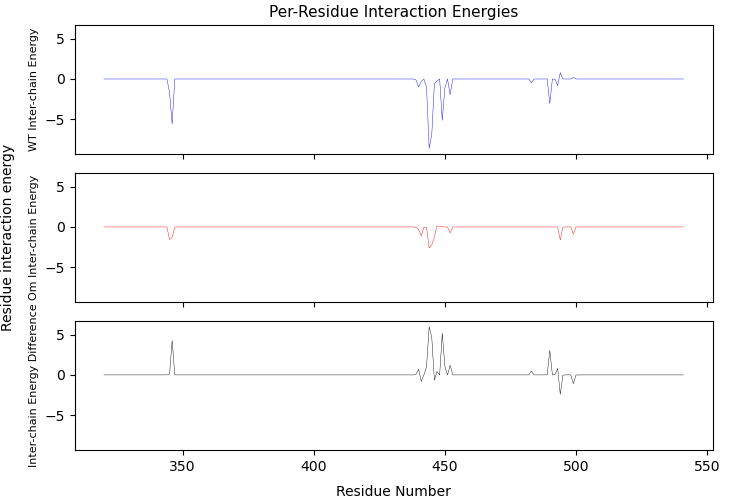 Per-Residue Interaction Energies
Residue interaction energy
WT Inter-chain Energy
5
0
−5
Om Inter-chain Energy
5
0
−5
Inter-chain Energy Difference
5
0
−5
350
400
450
500
550
Residue Number